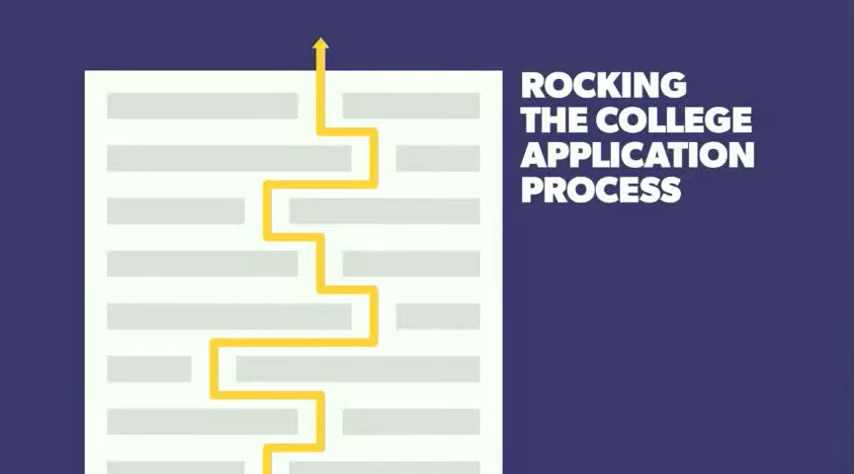 ROCKING
THE COLLEGE
APPLICATION
PROCESS